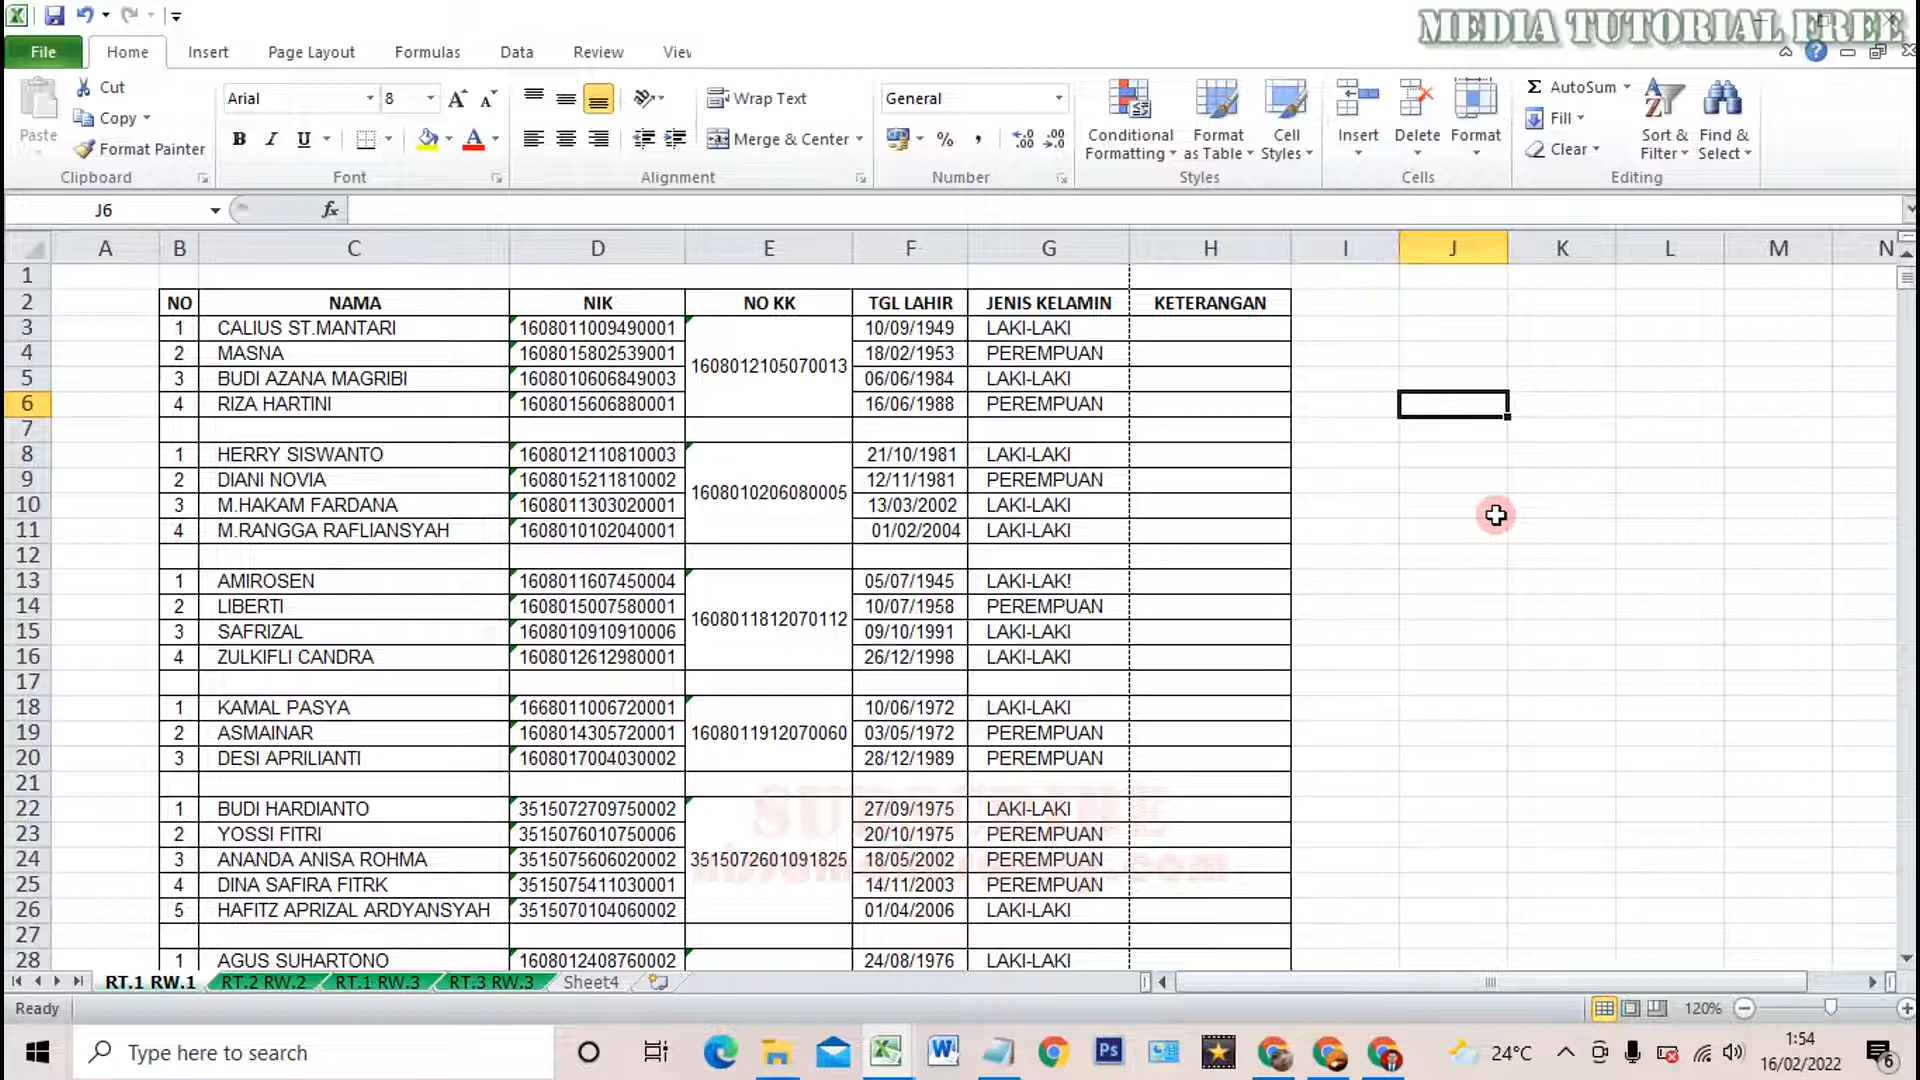 MEDIA TUTORIAL FREE
File Home Insert Page Layout Formulas Data Review View
Cut
Copy
Format Painter
Paste
Clipboard
Arial 8
B I U
Font
Wrap Text
Merge & Center
Alignment
General
Number
Conditional Formatting
Format as Table
Cell Styles
Styles
Insert Delete Format
Cells
AutoSum
Fill
Clear
Sort & Filter
Find & Select
Editing
J6 fx
A B C D E F G H I J K L M N
1
2 NO NAMA NIK NO KK TGL LAHIR JENIS KELAMIN KETERANGAN
3 1 CALIUS ST.MANTARI 1608011009490001 10/09/1949 LAKI-LAKI
4 2 MASNA 1608015802539001 18/02/1953 PEREMPUAN
1608012105070013
5 3 BUDI AZANA MAGRIBI 1608010606849003 06/06/1984 LAKI-LAKI
6 4 RIZA HARTINI 1608015606880001 16/06/1988 PEREMPUAN
7
8 1 HERRY SISWANTO 1608012110810003 21/10/1981 LAKI-LAKI
9 2 DIANI NOVIA 1608015211810002 12/11/1981 PEREMPUAN
1608010206080005
10 3 M.HAKAM FARDANA 1608011303020001 13/03/2002 LAKI-LAKI
11 4 M.RANGGA RAFLIANSYAH 1608010102040001 01/02/2004 LAKI-LAKI
12
13 1 AMIROSEN 1608011607450004 05/07/1945 LAKI-LAK!
14 2 LIBERTI 1608015007580001 10/07/1958 PEREMPUAN
1608011812070112
15 3 SAFRIZAL 1608010910910006 09/10/1991 LAKI-LAKI
16 4 ZULKIFLI CANDRA 1608012612980001 26/12/1998 LAKI-LAKI
17
18 1 KAMAL PASYA 1668011006720001 10/06/1972 LAKI-LAKI
19 2 ASMAINAR 1608014305720001 1608011912070060 03/05/1972 PEREMPUAN
20 3 DESI APRILIANTI 1608017004030002 28/12/1989 PEREMPUAN
21
22 1 BUDI HARDIANTO 3515072709750002 27/09/1975 LAKI-LAKI
SUBSCRIBE
23 2 YOSSI FITRI 3515076010750006 20/10/1975 PEREMPUAN
24 3 ANANDA ANISA ROHMA 3515075606020002 3515072601091825 18/05/2002 PEREMPUAN
25 4 DINA SAFIRA FITRK 3515075411030001 14/11/2003 PEREMPUAN
26 5 HAFITZ APRIZAL ARDYANSYAH 3515070104060002 01/04/2006 LAKI-LAKI
27
28 1 AGUS SUHARTONO 1608012408760002 24/08/1976 LAKI-LAKI
RT.1 RW.1 RT.2 RW.2 RT.1 RW.3 RT.3 RW.3 Sheet4
Ready 120%
Type here to search
24°C
1:54
16/02/2022
6